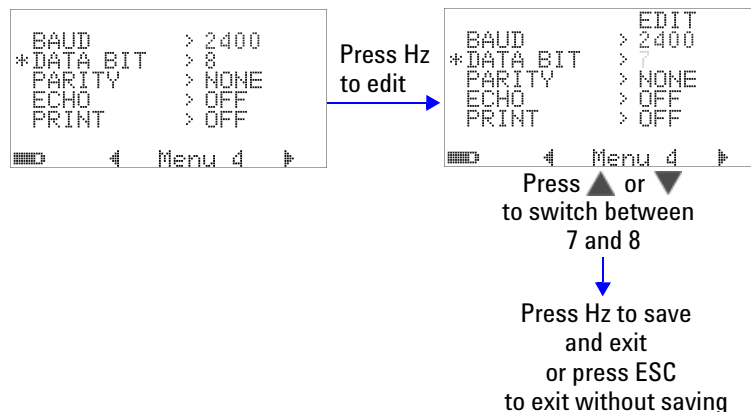 BAUD > 2400
*DATA BIT > 8
PARITY > NONE
ECHO > OFF
PRINT > OFF
Menu 4
Press Hz
to edit
EDIT
BAUD > 2400
*DATA BIT > 7
PARITY > NONE
ECHO > OFF
PRINT > OFF
Menu 4
Press ▲ or ▼
to switch between
7 and 8
Press Hz to save
and exit
or press ESC
to exit without saving